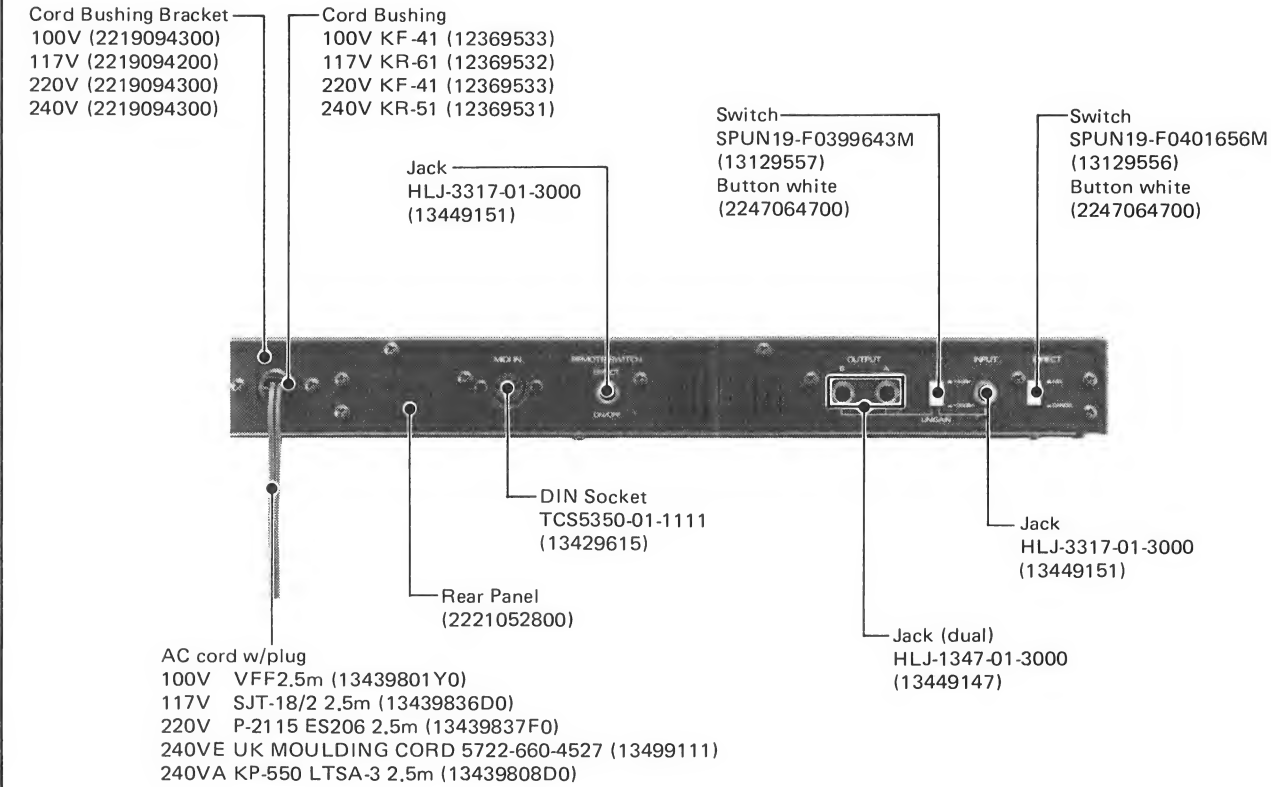 Cord Bushing Bracket
100V (2219094300)
117V (2219094200)
220V (2219094300)
240V (2219094300)
Cord Bushing
100V KF-41 (12369533)
117V KR-61 (12369532)
220V KF-41 (12369533)
240V KR-51 (12369531)
Jack
HLJ-3317-01-3000
(13449151)
Switch
SPUN19-F0399643M
(13129557)
Button white
(2247064700)
Switch
SPUN19-F0401656M
(13129556)
Button white
(2247064700)
MIDI IN
REMOTE SWITCH
EFFECT
ON/OFF
OUTPUT
B A
INPUT
DIRECT
UNIGAIN
DIN Socket
TCS5350-01-1111
(13429615)
Rear Panel
(2221052800)
Jack
HLJ-3317-01-3000
(13449151)
Jack (dual)
HLJ-1347-01-3000
(13449147)
AC cord w/plug
100V VFF2.5m (13439801Y0)
117V SJT-18/2 2.5m (13439836D0)
220V P-2115 ES206 2.5m (13439837F0)
240VE UK MOULDING CORD 5722-660-4527 (13499111)
240VA KP-550 LTSA-3 2.5m (13439808D0)